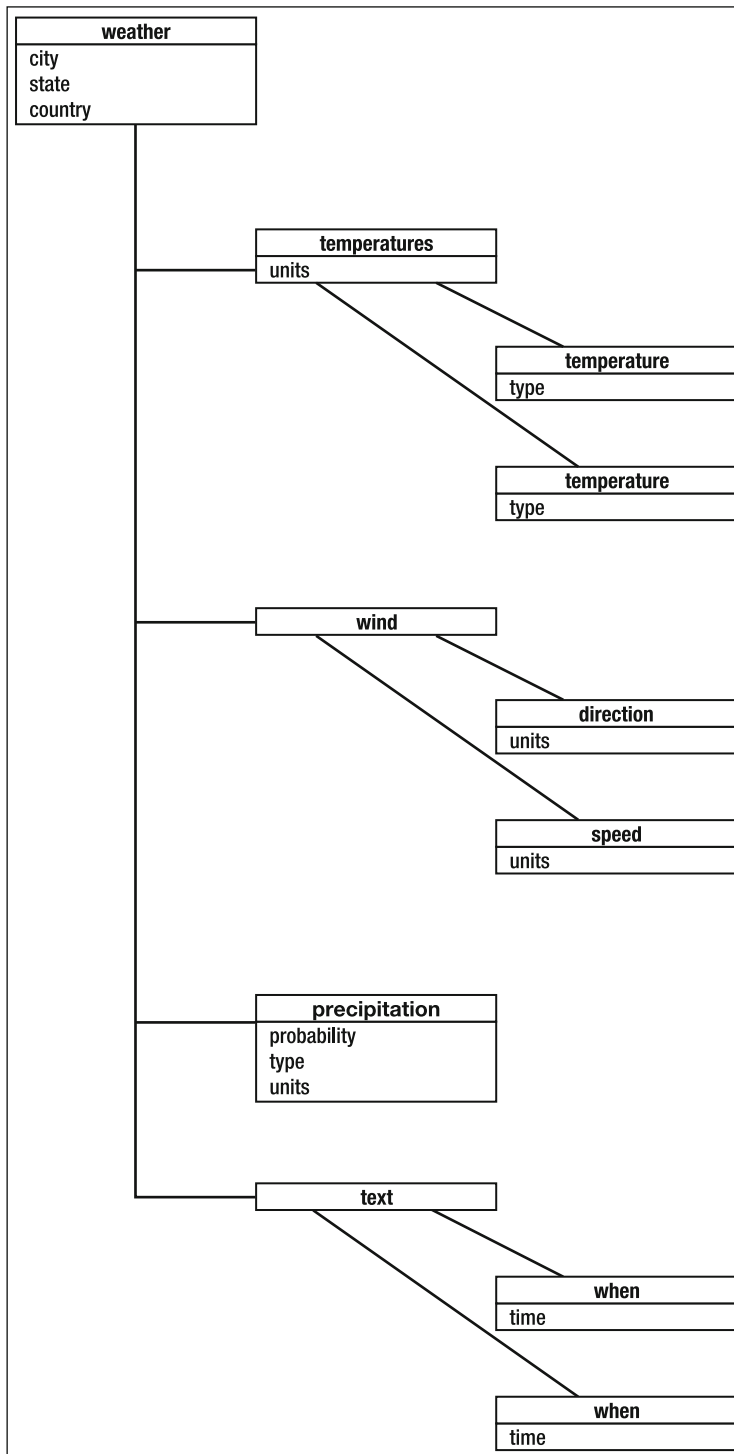 weather
city
state
country
temperatures
units
temperature
type
temperature
type
wind
direction
units
speed
units
precipitation
probability
type
units
text
when
time
when
time